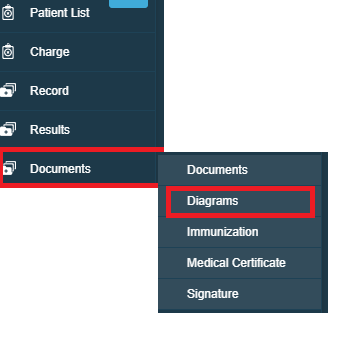 Patient List
Charge
Record
Results
Documents
Documents
Diagrams
Immunization
Medical Certificate
Signature